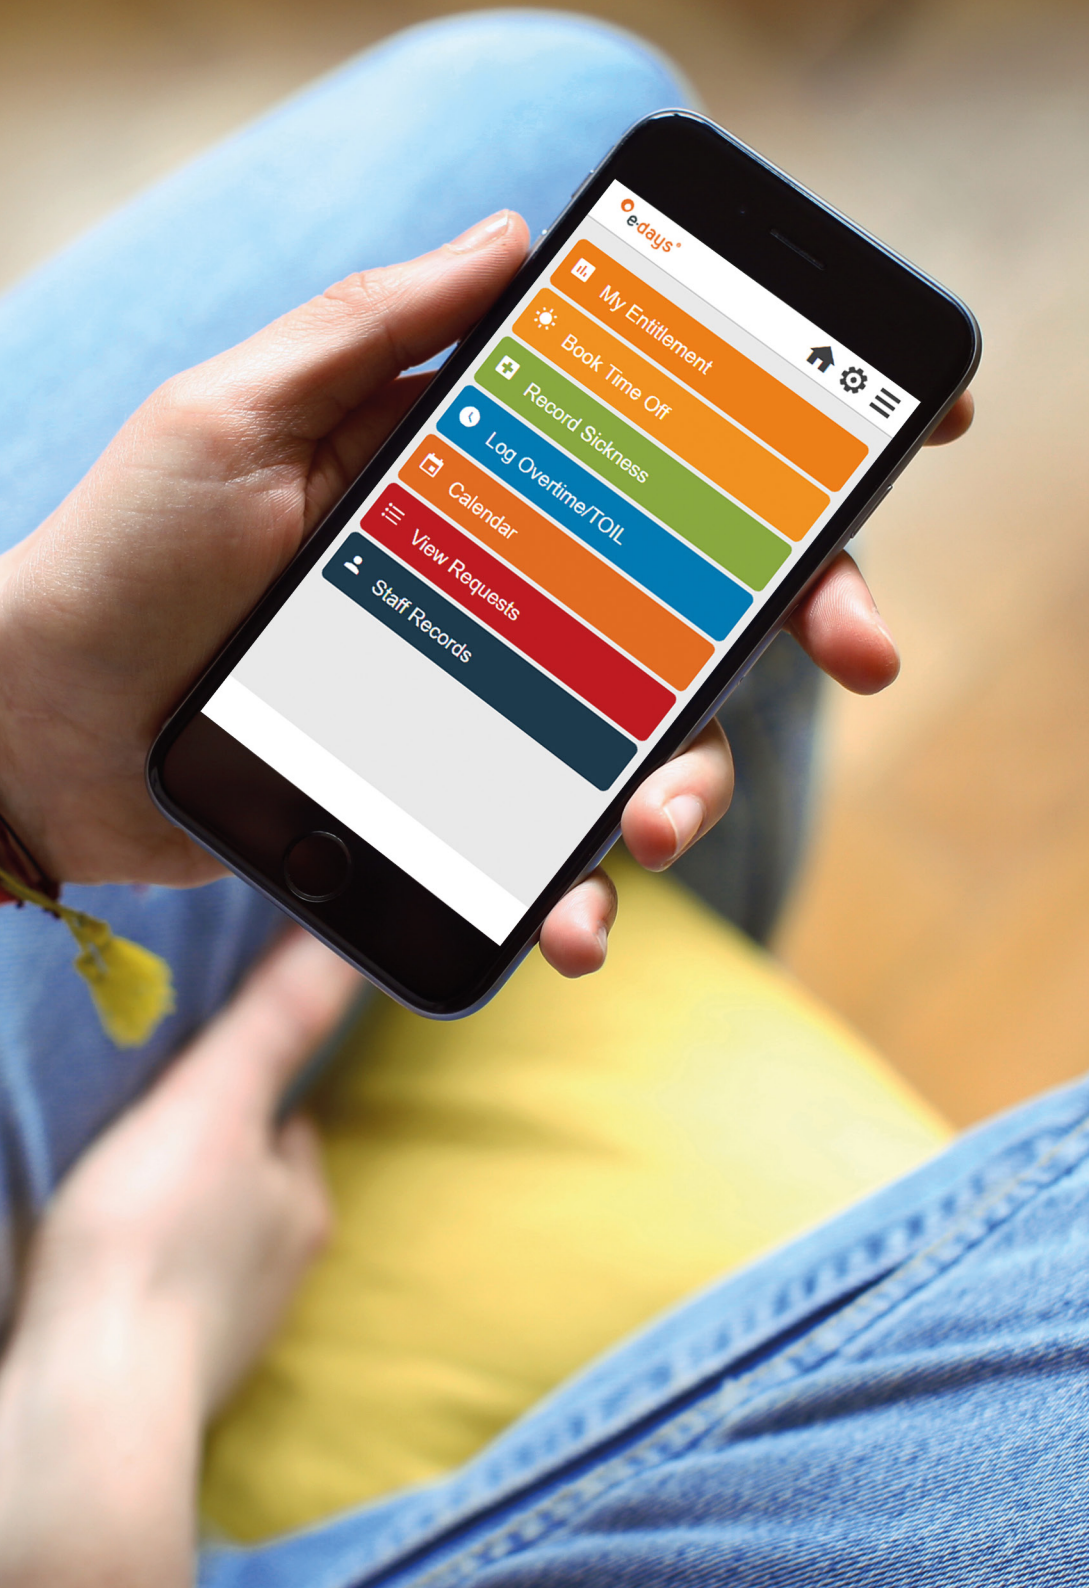 e-days®
My Entitlement
Book Time Off
Record Sickness
Log Overtime/TOIL
Calendar
View Requests
Staff Records